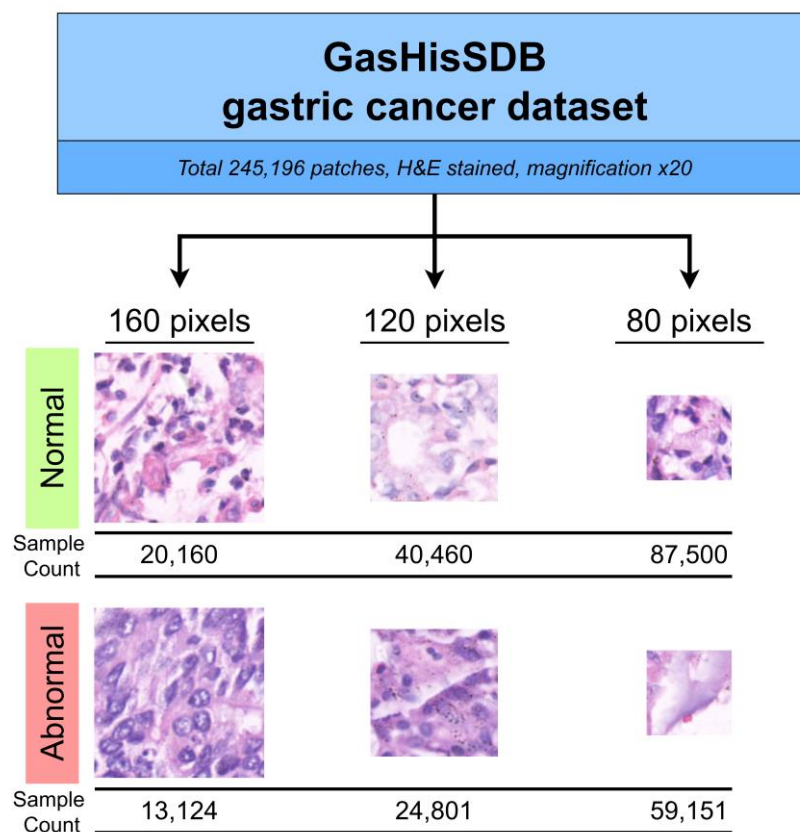 GasHisSDB
gastric cancer dataset
Total 245,196 patches, H&E stained, magnification x20
160 pixels 120 pixels 80 pixels
Normal
Sample
Count
20,160 40,460 87,500
Abnormal
Sample
Count
13,124 24,801 59,151